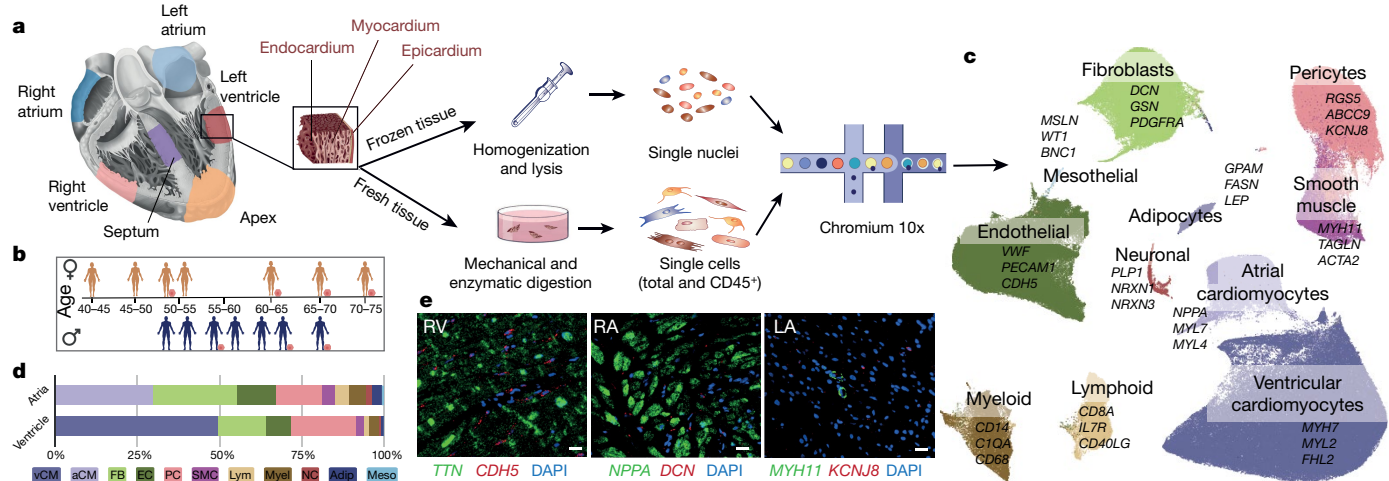 a
Left
atrium
Right
atrium
Left
ventricle
Right
ventricle
Septum
Apex
Endocardium
Myocardium
Epicardium
Frozen tissue
Fresh tissue
Homogenization
and lysis
Single nuclei
Mechanical and
enzymatic digestion
Single cells
(total and CD45+)
Chromium 10x
b
Age
♀
40–45
45–50
50–55
55–60
60–65
65–70
70–75
♂
c
Fibroblasts
DCN
GSN
PDGFRA
Pericytes
RGS5
ABCC9
KCNJ8
MSLN
WT1
BNC1
Mesothelial
GPAM
FASN
LEP
Adipocytes
Smooth
muscle
MYH11
TAGLN
ACTA2
Endothelial
VWF
PECAM1
CDH5
Neuronal
PLP1
NRXN1
NRXN3
Atrial
cardiomyocytes
NPPA
MYL7
MYL4
Ventricular
cardiomyocytes
MYH7
MYL2
FHL2
Myeloid
CD14
C1QA
CD68
Lymphoid
CD8A
IL7R
CD40LG
d
Atria
Ventricle
0%
25%
50%
75%
100%
vCM aCM FB EC PC SMC Lym Myel NC Adip Meso
e
RV
RA
LA
TTN CDH5 DAPI
NPPA DCN DAPI
MYH11 KCNJ8 DAPI